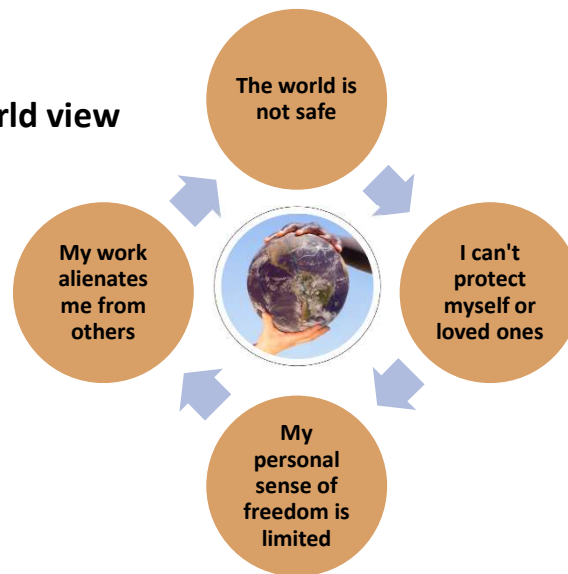 The world is
not safe
rld view
My work
alienates
me from
others
I can't
protect
myself or
loved ones
My
personal
sense of
freedom is
limited